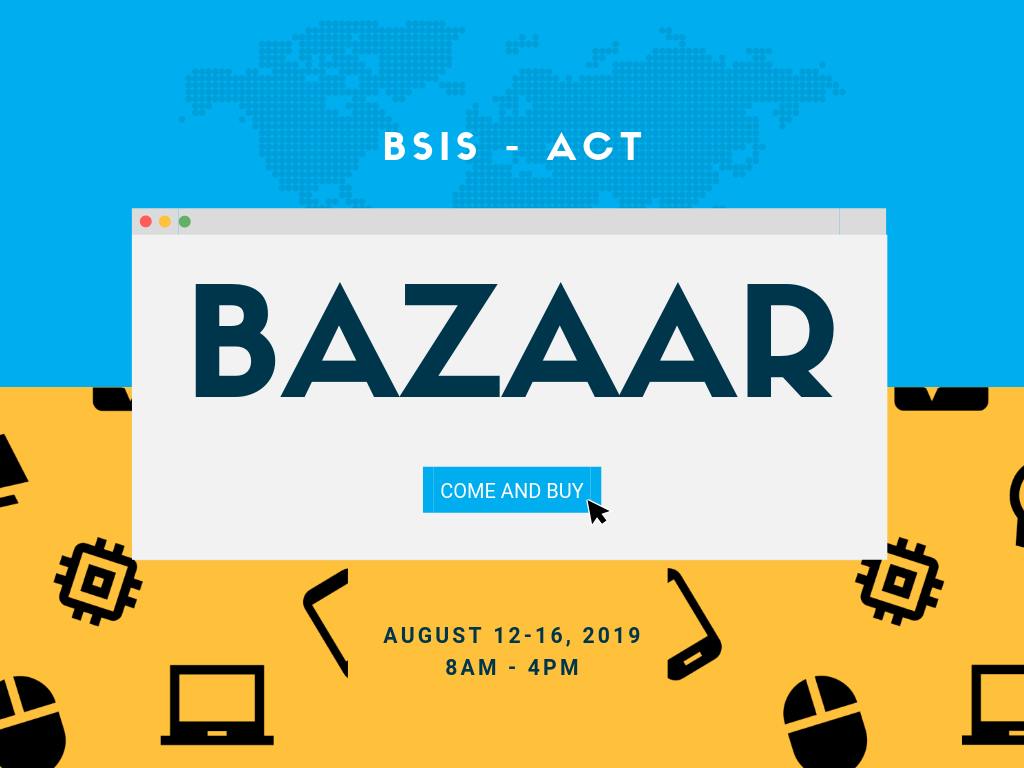 BSIS - ACT
BAZAAR
COME AND BUY
AUGUST 12-16, 2019
8AM - 4PM